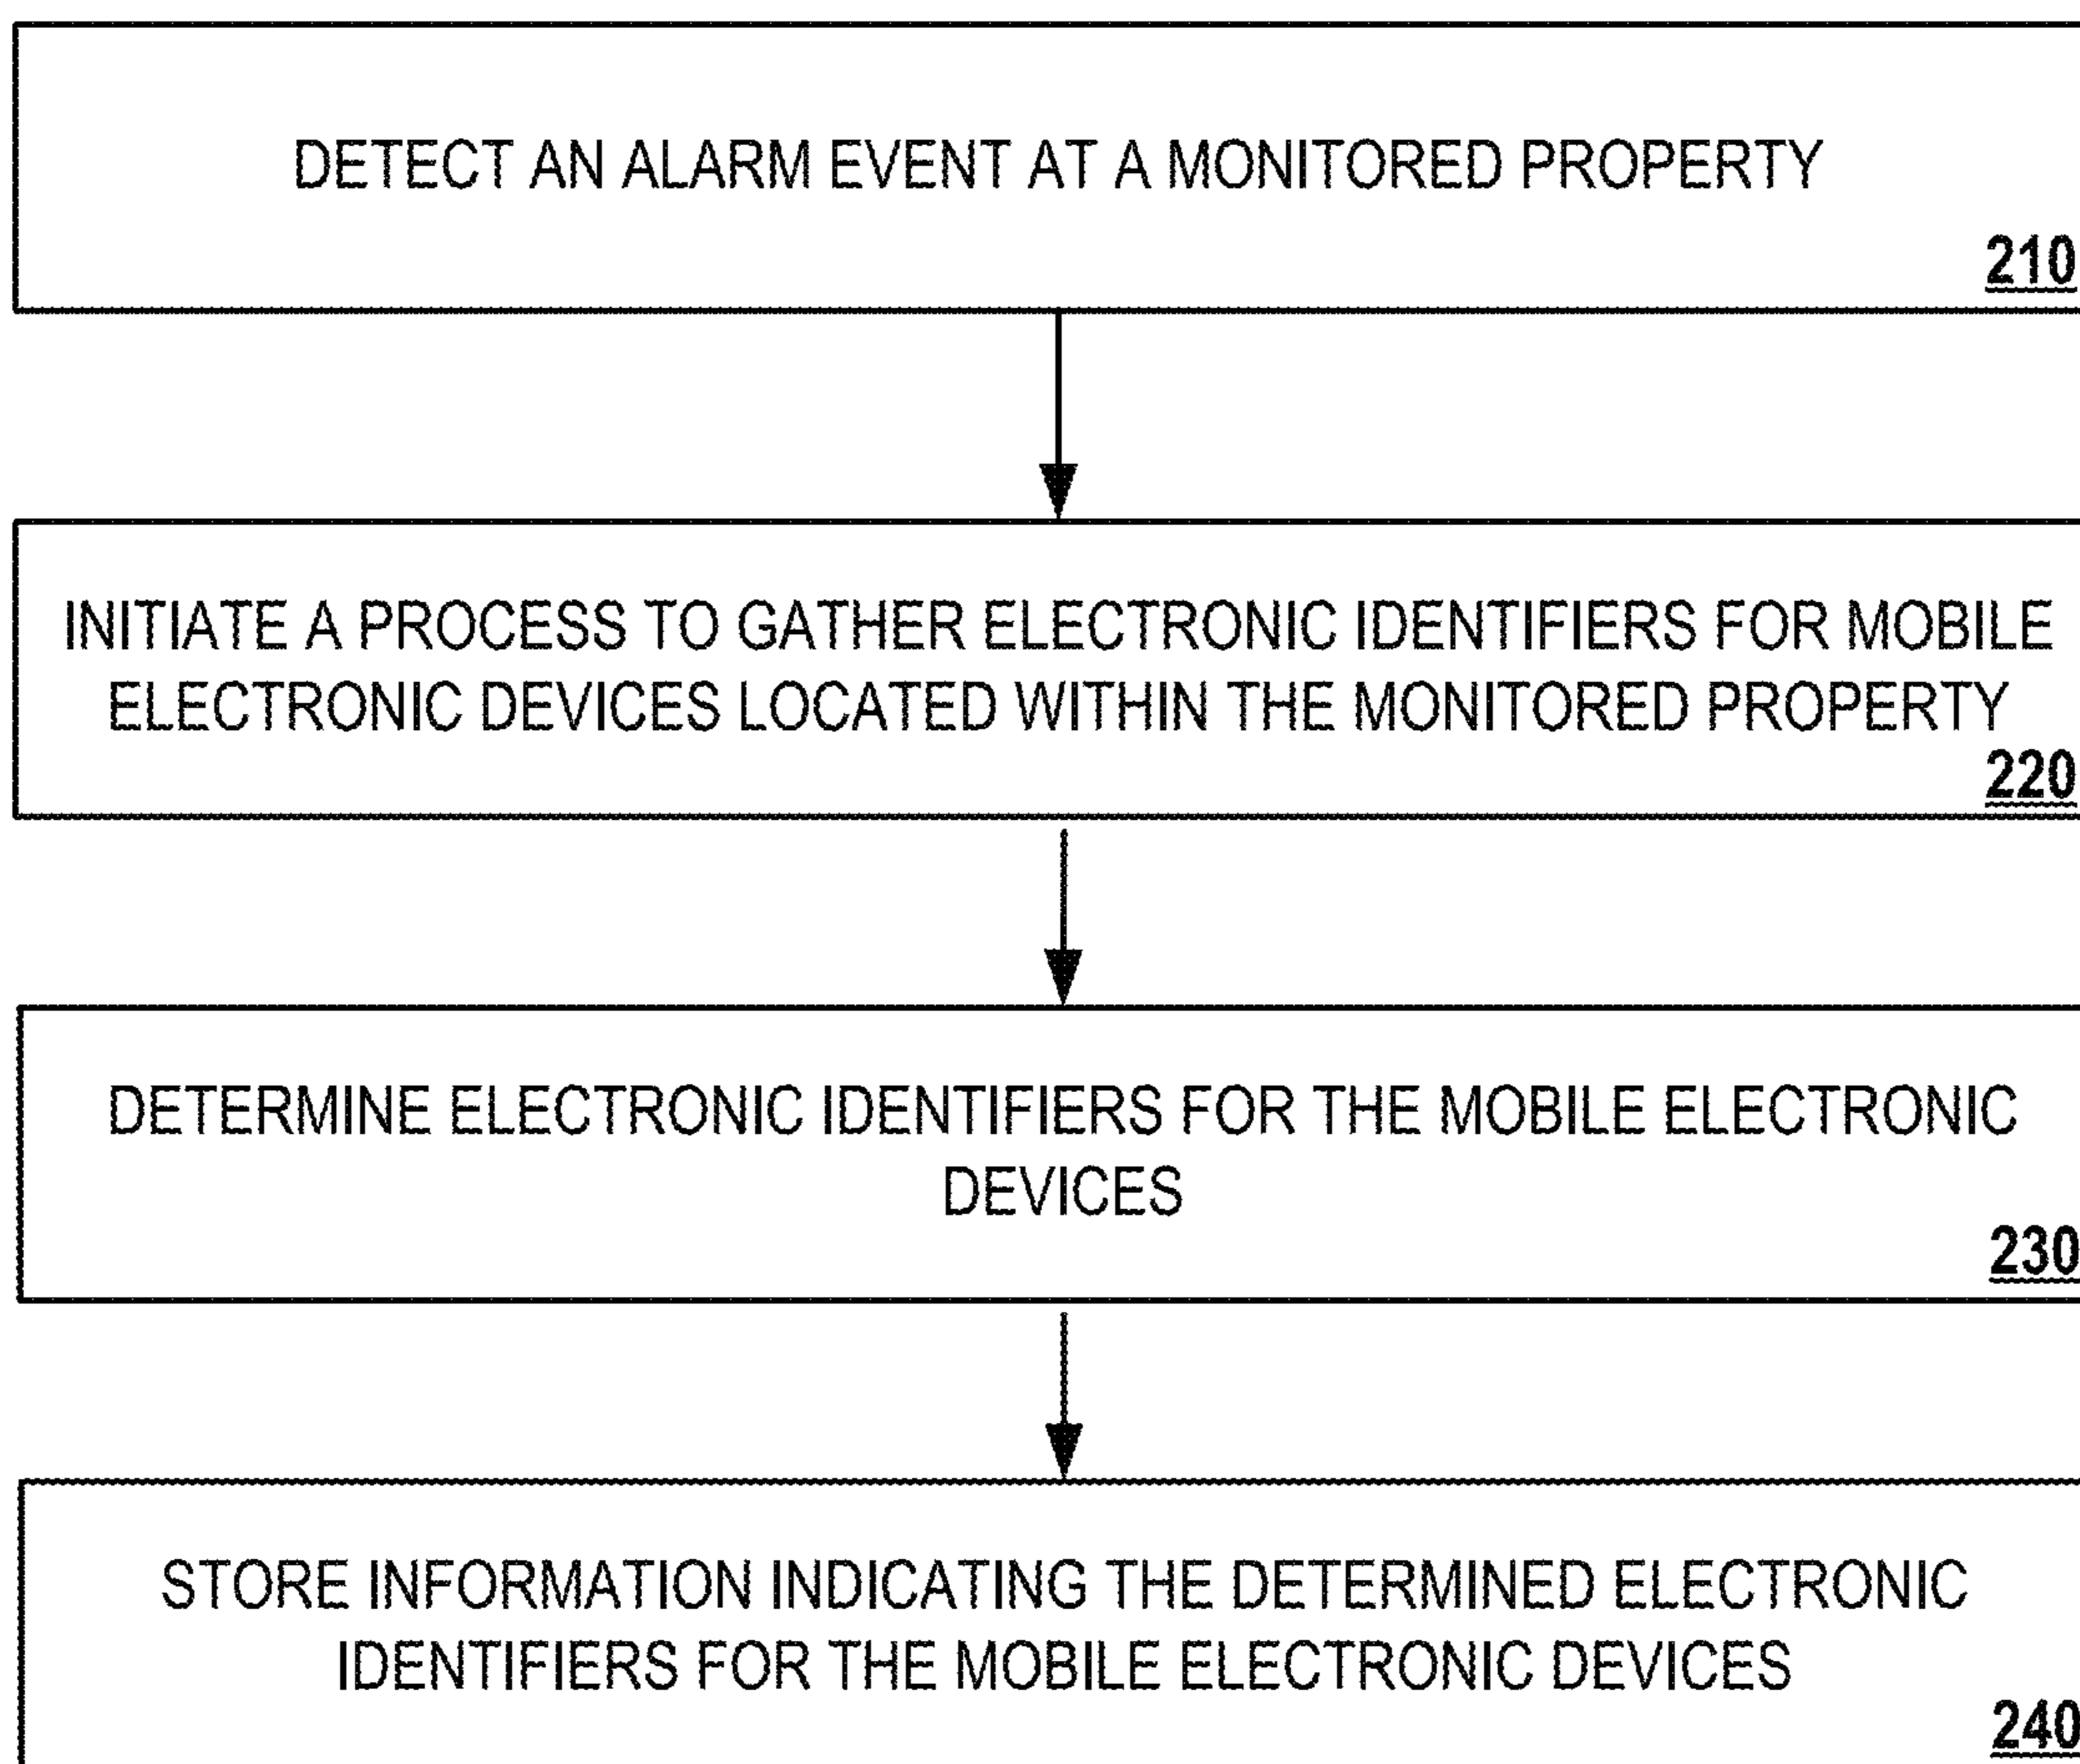 DETECT AN ALARM EVENT AT A MONITORED PROPERTY
210
INITIATE A PROCESS TO GATHER ELECTRONIC IDENTIFIERS FOR MOBILE
ELECTRONIC DEVICES LOCATED WITHIN THE MONITORED PROPERTY
220
DETERMINE ELECTRONIC IDENTIFIERS FOR THE MOBILE ELECTRONIC
DEVICES
230
STORE INFORMATION INDICATING THE DETERMINED ELECTRONIC
IDENTIFIERS FOR THE MOBILE ELECTRONIC DEVICES
240